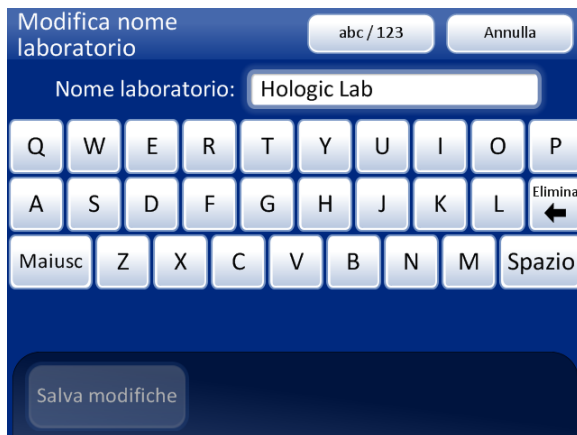 Modifica nome
laboratorio
abc / 123
Annulla
Nome laboratorio: Hologic Lab
Q W E R T Y U I O P
A S D F G H J K L Elimina
Maiusc Z X C V B N M Spazio
Salva modifiche